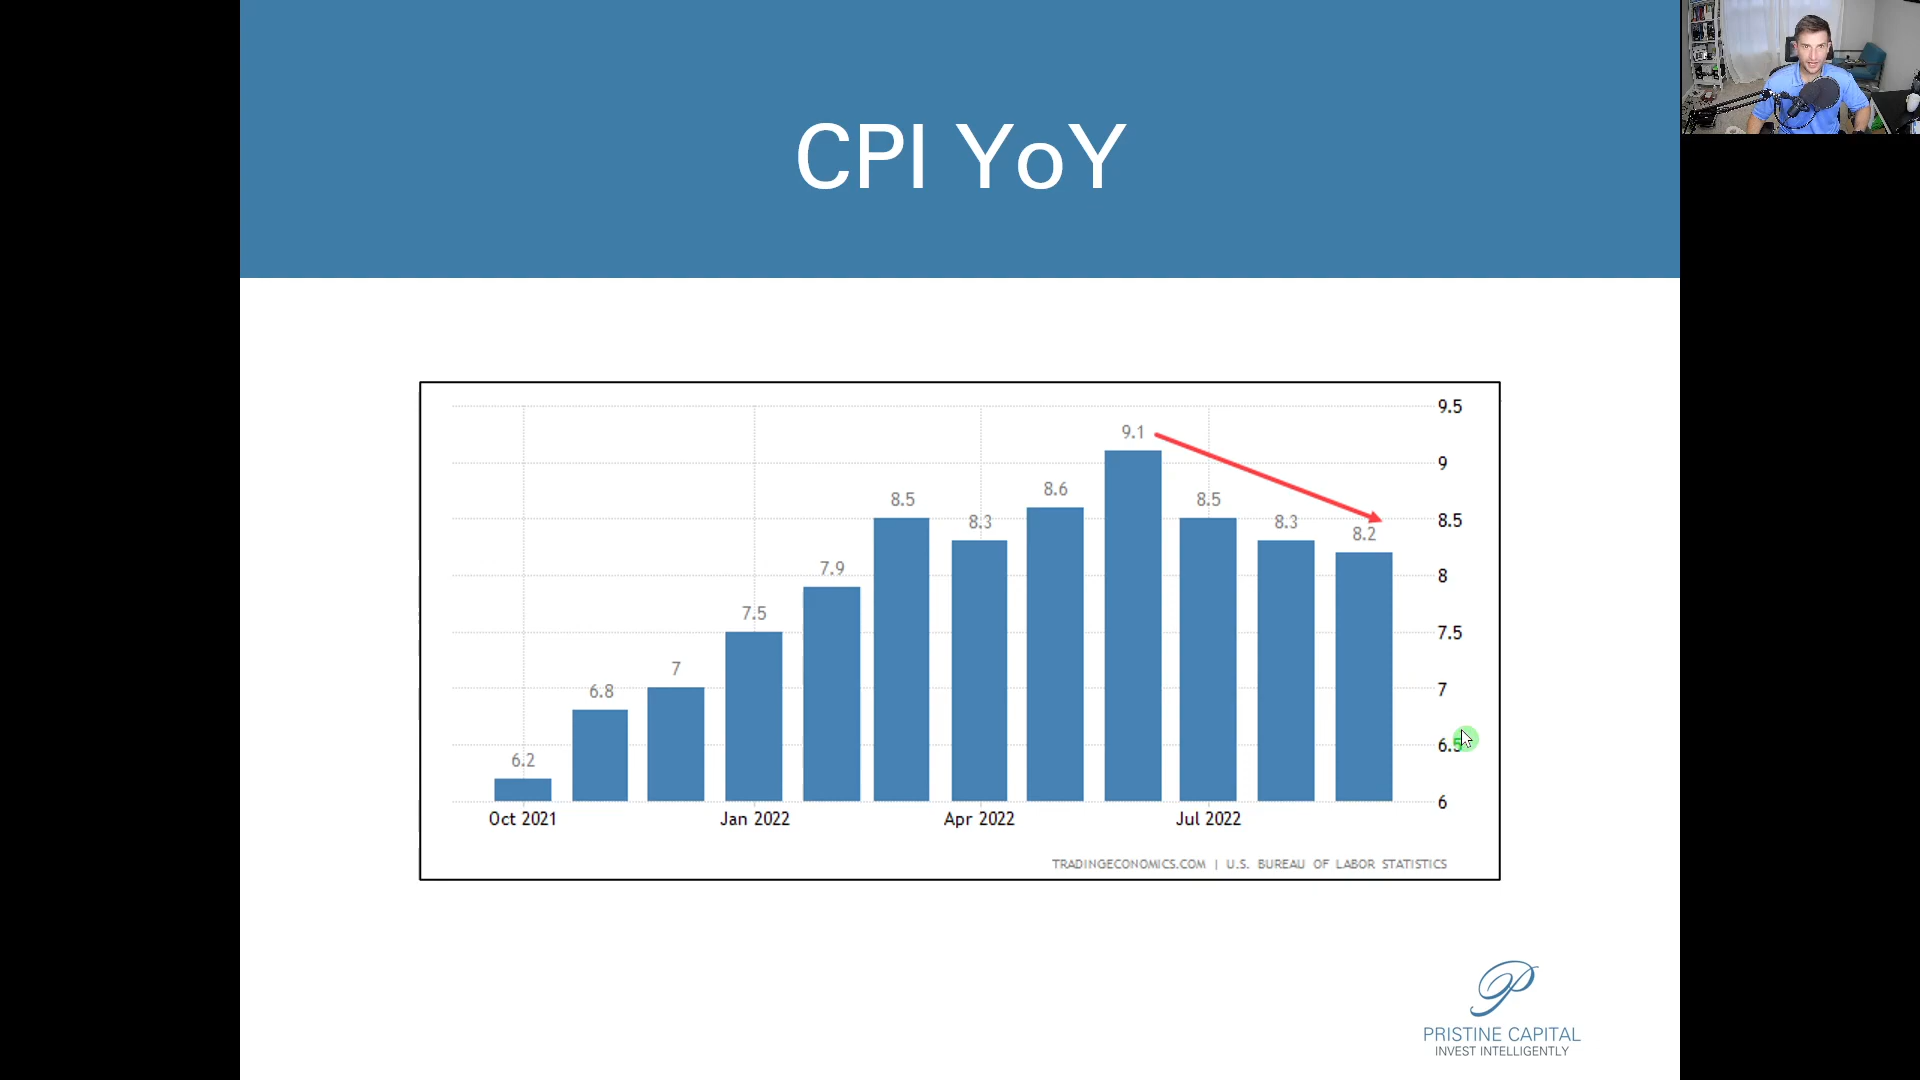 CPI YoY
9.5
9
8.5
8
7.5
7
6.5
6
6.2
6.8
7
7.5
7.9
8.5
8.3
8.6
9.1
8.5
8.3
8.2
Oct 2021
Jan 2022
Apr 2022
Jul 2022
TRADINGECONOMICS.COM | U.S. BUREAU OF LABOR STATISTICS
PRISTINE CAPITAL
INVEST INTELLIGENTLY